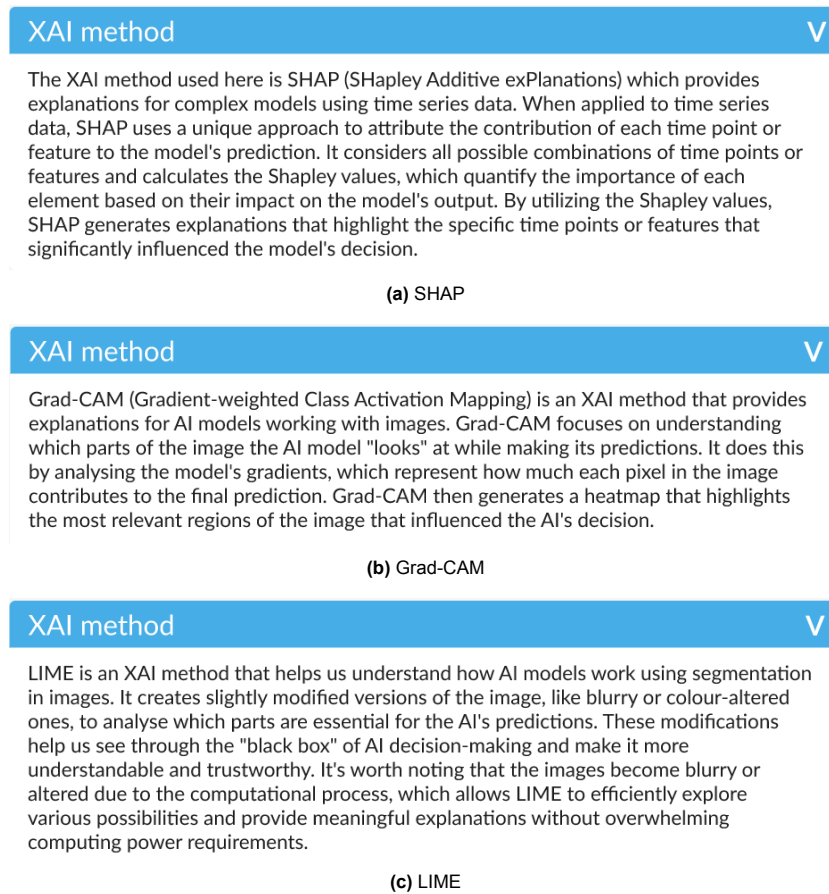 XAI method V
The XAI method used here is SHAP (SHapley Additive exPlanations) which provides
explanations for complex models using time series data. When applied to time series
data, SHAP uses a unique approach to attribute the contribution of each time point or
feature to the model's prediction. It considers all possible combinations of time points or
features and calculates the Shapley values, which quantify the importance of each
element based on their impact on the model's output. By utilizing the Shapley values,
SHAP generates explanations that highlight the specific time points or features that
significantly influenced the model's decision.
(a) SHAP
XAI method V
Grad-CAM (Gradient-weighted Class Activation Mapping) is an XAI method that provides
explanations for AI models working with images. Grad-CAM focuses on understanding
which parts of the image the AI model "looks" at while making its predictions. It does this
by analysing the model's gradients, which represent how much each pixel in the image
contributes to the final prediction. Grad-CAM then generates a heatmap that highlights
the most relevant regions of the image that influenced the AI's decision.
(b) Grad-CAM
XAI method V
LIME is an XAI method that helps us understand how AI models work using segmentation
in images. It creates slightly modified versions of the image, like blurry or colour-altered
ones, to analyse which parts are essential for the AI's predictions. These modifications
help us see through the "black box" of AI decision-making and make it more
understandable and trustworthy. It's worth noting that the images become blurry or
altered due to the computational process, which allows LIME to efficiently explore
various possibilities and provide meaningful explanations without overwhelming
computing power requirements.
(c) LIME